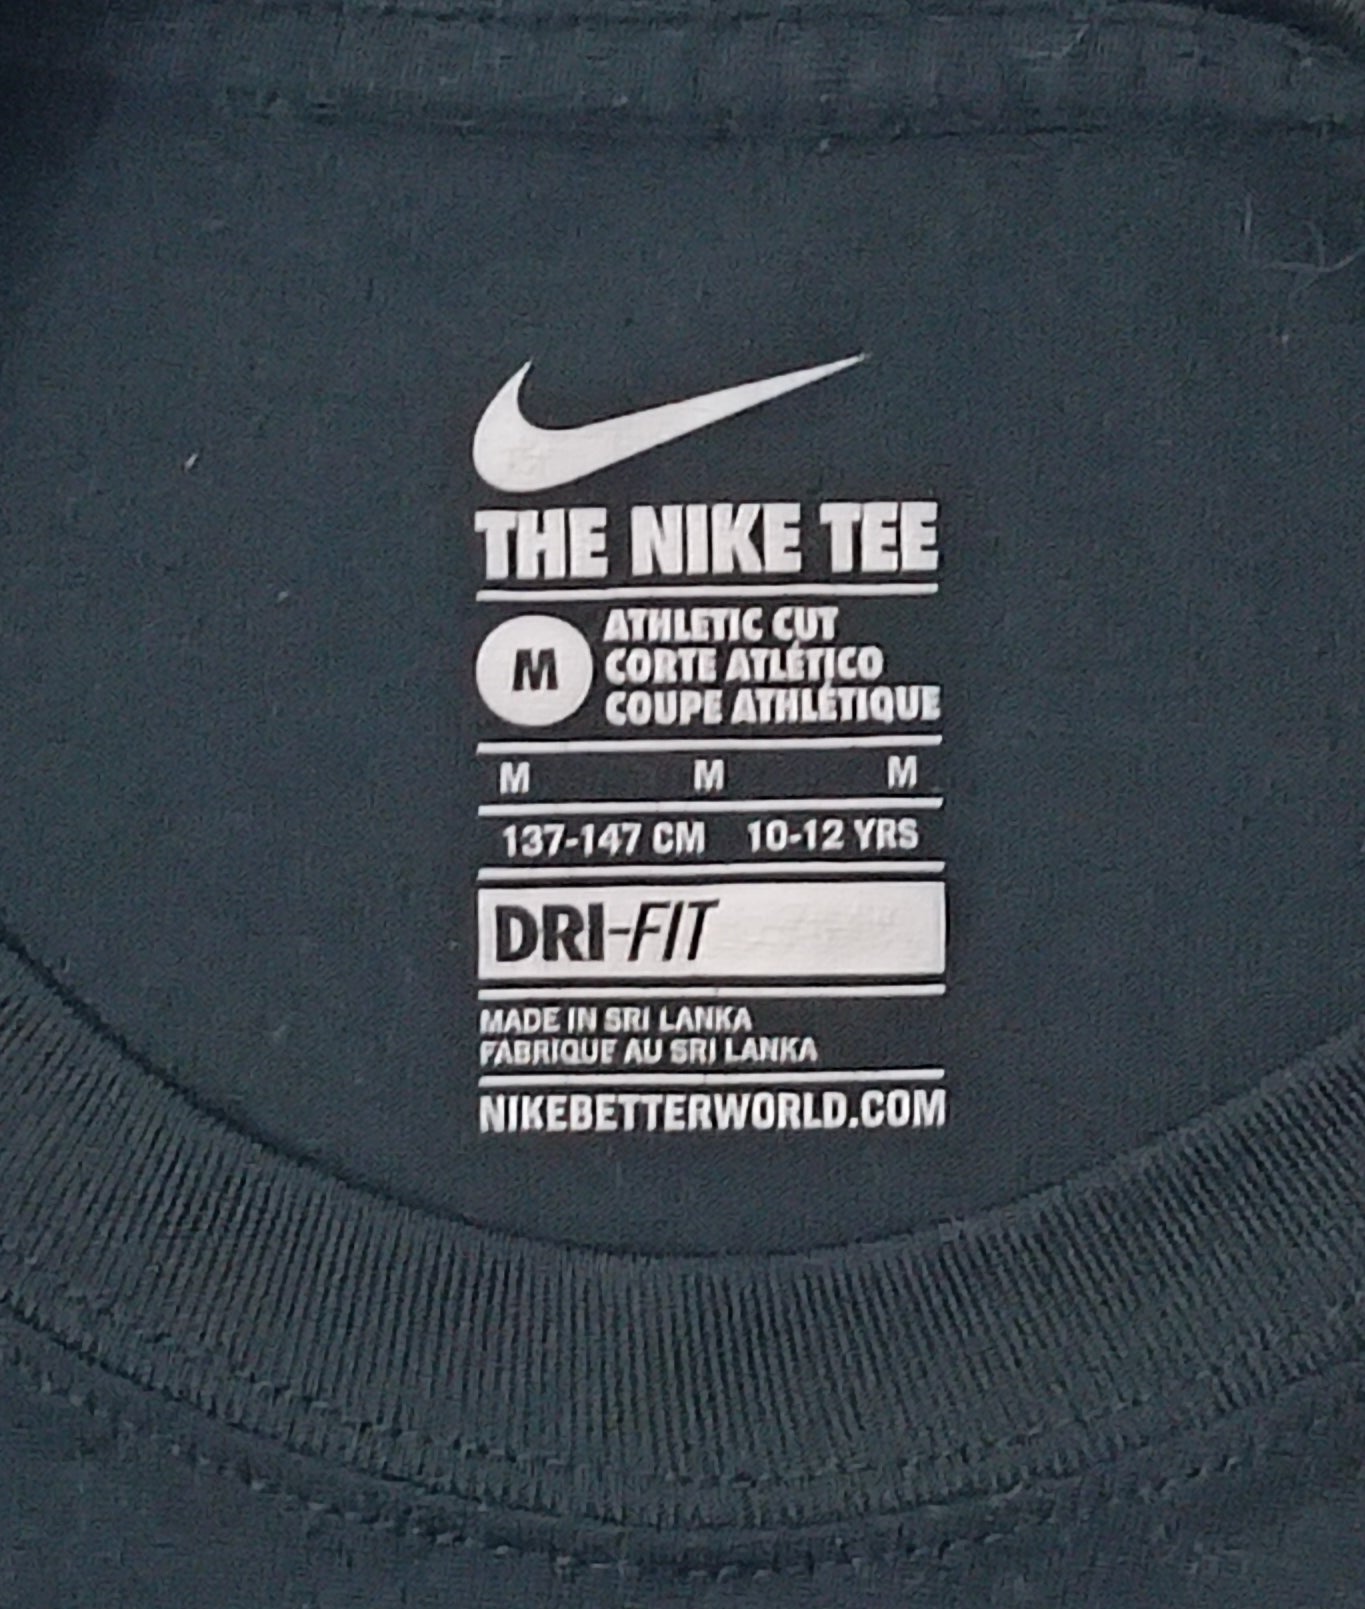 THE NIKE TEE
M
ATHLETIC CUT
CORTE ATLÉTICO
COUPE ATHLÉTIQUE
M M M
137-147 CM 10-12 YRS
DRI-FIT
MADE IN SRI LANKA
FABRIQUE AU SRI LANKA
NIKEBETTERWORLD.COM